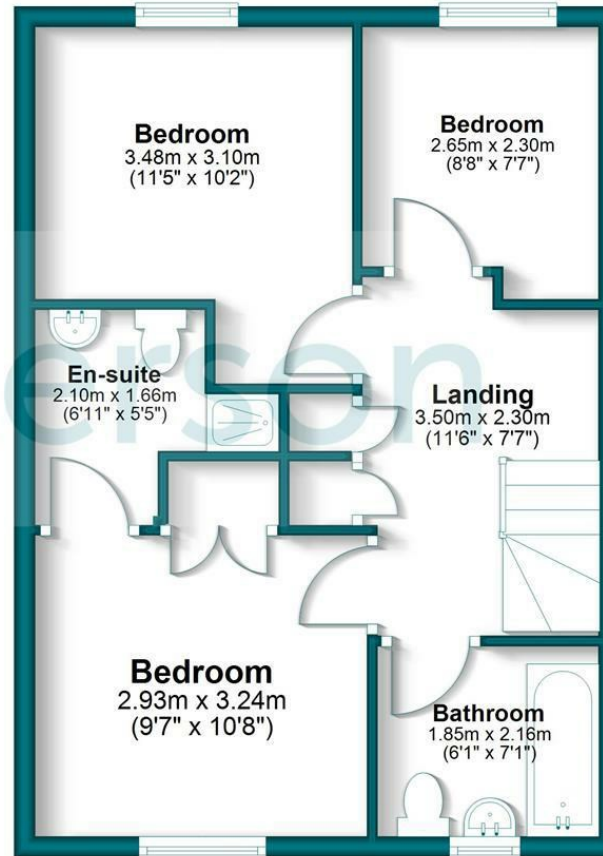 Bedroom
3.48m x 3.10m
(11'5" x 10'2")
Bedroom
2.65m x 2.30m
(8'8" x 7'7")
En-suite
2.10m x 1.66m
(6'11" x 5'5")
Landing
3.50m x 2.30m
(11'6" x 7'7")
erson
Bedroom
2.93m x 3.24m
(9'7" x 10'8")
Bathroom
1.85m x 2.16m
(6'1" x 7'1")